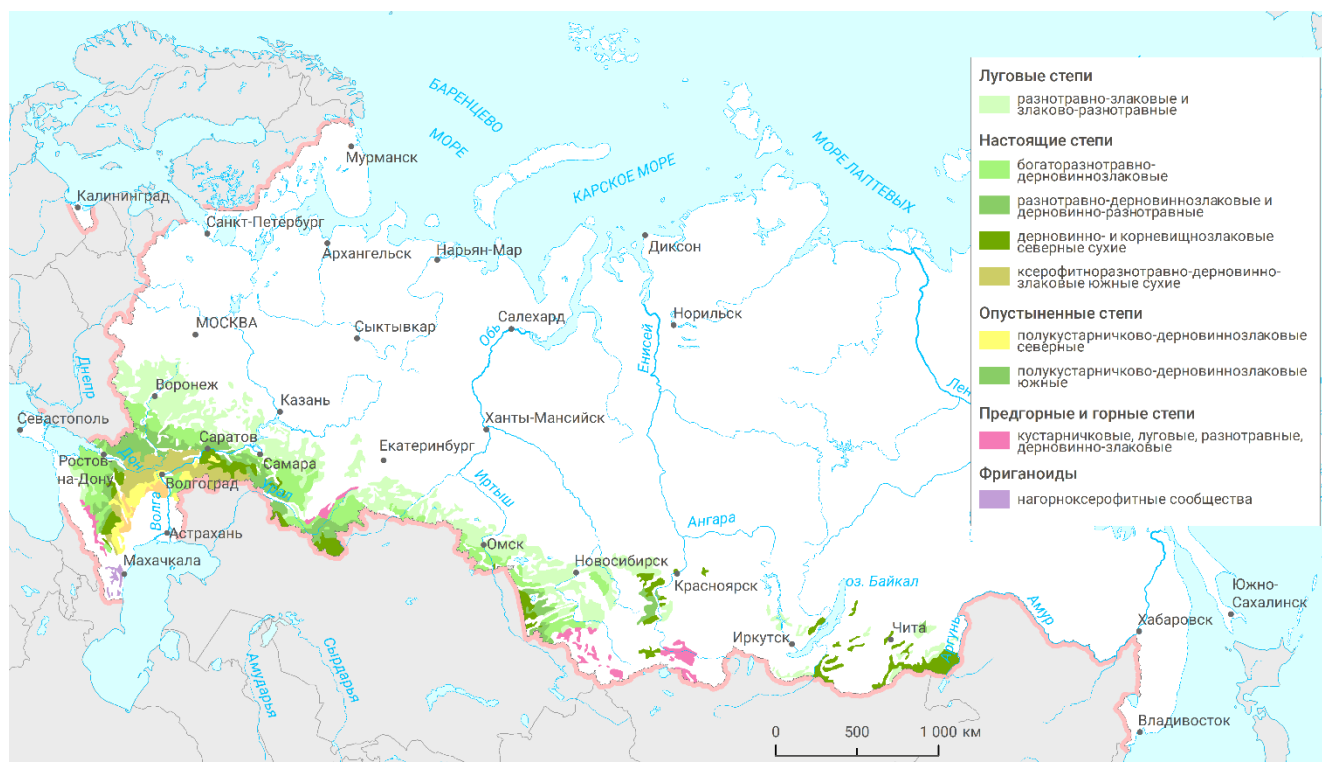 БАРЕНЦЕВО
МОРЕ
КАРСКОЕ МОРЕ
МОРЕ ЛАПТЕВЫХ
Мурманск
Калининград
Санкт-Петербург
Архангельск
Нарьян-Мар
Диксон
МОСКВА
Сыктывкар
Салехард
Обь
Енисей
Норильск
Лен
Днепр
Воронеж
Казань
Севастополь
Ханты-Мансийск
Саратов
Екатеринбург
Ростов-
на-Дону
Дон
Самара
Волгоград
Урал
Иртыш
Волга
Астрахань
Ангара
Омск
Махачкала
Новосибирск
Красноярск
оз. Байкал
Иркутск
Чита
Аргунь
Амур
Хабаровск
Южно-
Сахалинск
Владивосток
Амударья
Сырдарья
0 500 1 000 км
Луговые степи
разнотравно-злаковые и
злаково-разнотравные
Настоящие степи
богаторазнотравно-
дерновиннозлаковые
разнотравно-дерновиннозлаковые и
дерновинно-разнотравные
дерновинно- и корневищнозлаковые
северные сухие
ксерофитноразнотравно-дерновинно-
злаковые южные сухие
Опустыненные степи
полукустарничково-дерновиннозлаковые
северные
полукустарничково-дерновиннозлаковые
южные
Предгорные и горные степи
кустарничковые, луговые, разнотравные,
дерновинно-злаковые
Фриганоиды
нагорноксерофитные сообщества